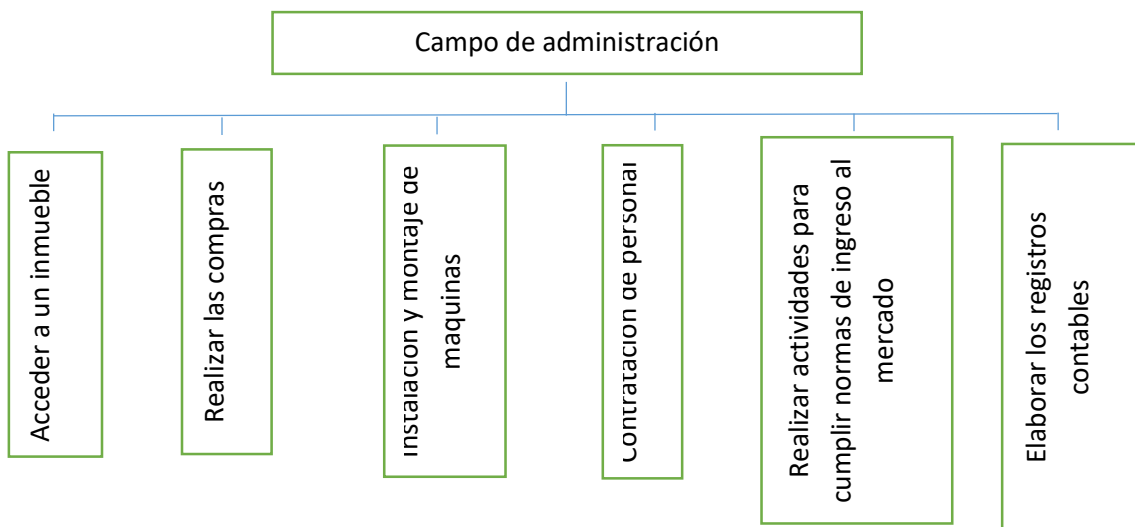 Campo de administración
Acceder a un inmueble
Realizar las compras
Instalacion y montaje de
maquinas
Contratacion de personal
Realizar actividades para
cumplir normas de ingreso al
mercado
Elaborar los registros
contables